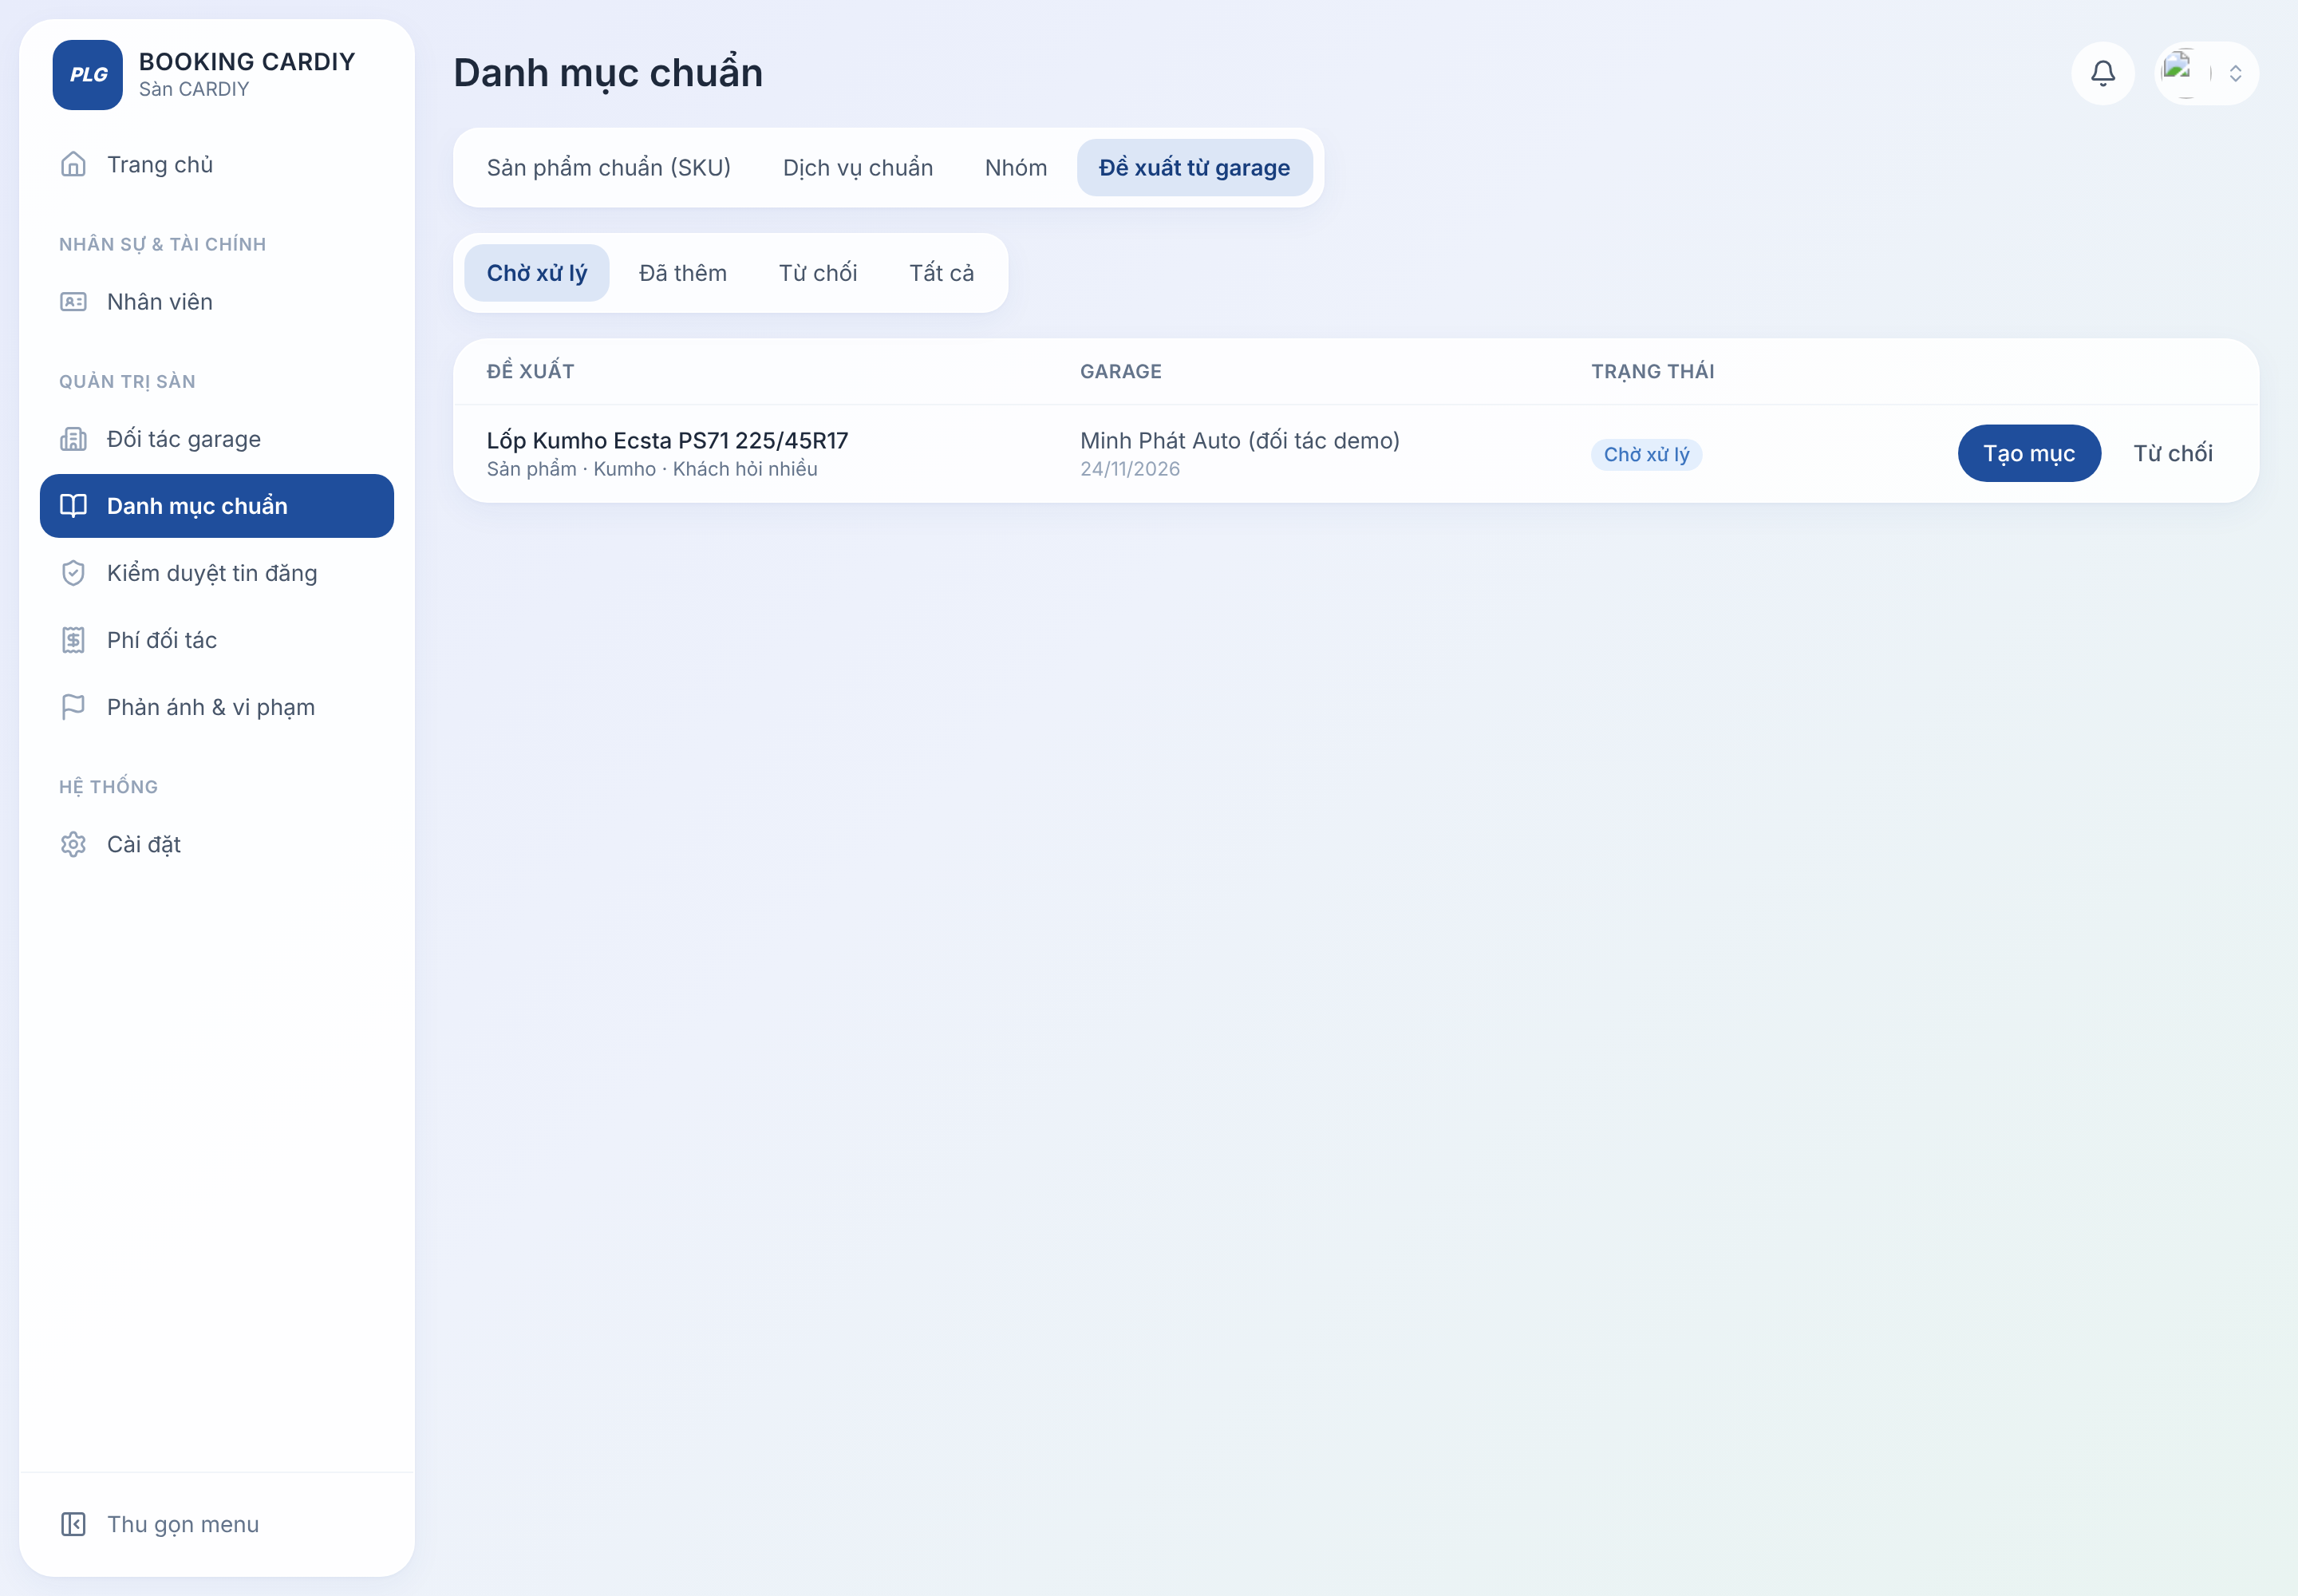 PLG
BOOKING CARDIY
Sàn CARDIY
Trang chủ
NHÂN SỰ & TÀI CHÍNH
Nhân viên
QUẢN TRỊ SÀN
Đối tác garage
Danh mục chuẩn
Kiểm duyệt tin đăng
Phí đối tác
Phản ánh & vi phạm
HỆ THỐNG
Cài đặt
Thu gọn menu
Danh mục chuẩn
Sản phẩm chuẩn (SKU) Dịch vụ chuẩn Nhóm Đề xuất từ garage
Chờ xử lý Đã thêm Từ chối Tất cả
ĐỀ XUẤT GARAGE TRẠNG THÁI
Lốp Kumho Ecsta PS71 225/45R17 Minh Phát Auto (đối tác demo) Chờ xử lý Tạo mục Từ chối
Sản phẩm · Kumho · Khách hỏi nhiều 24/11/2026